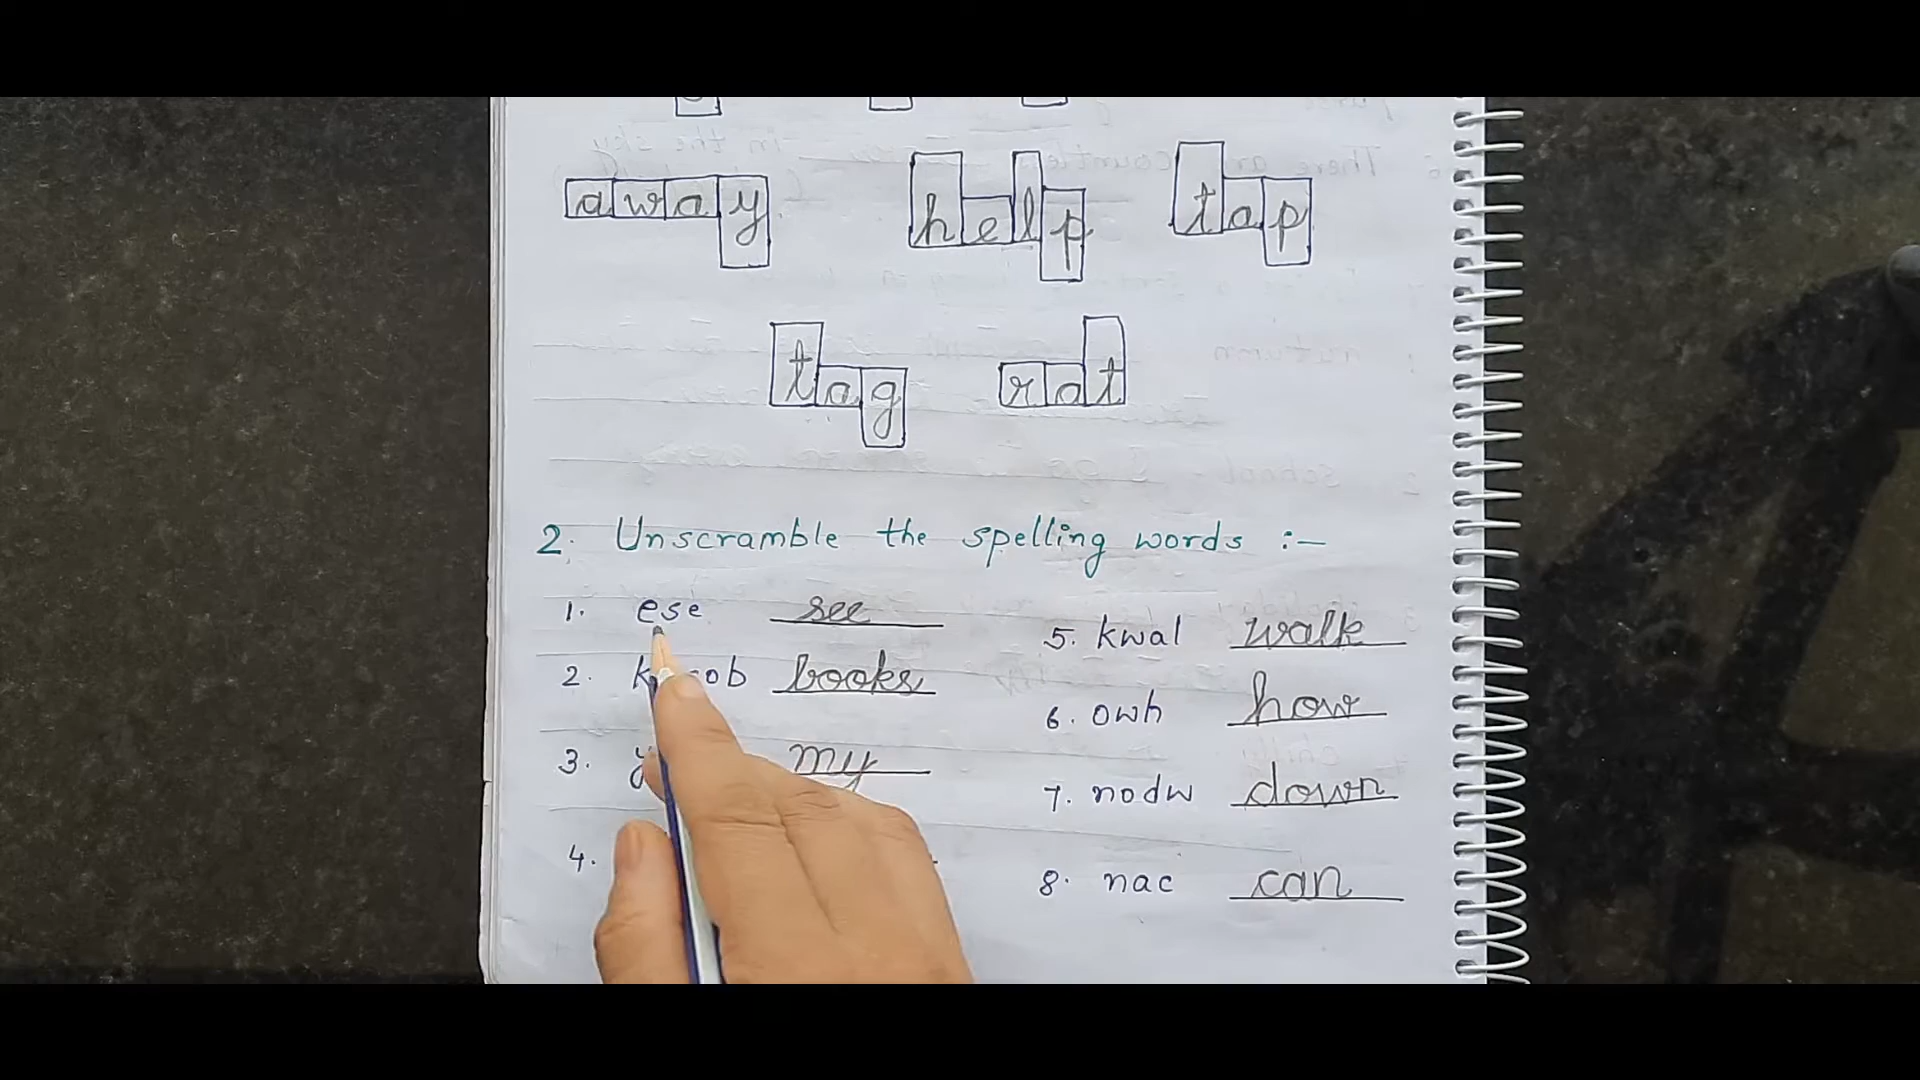 away help tap
tag rat
2. Unscramble the spelling words :-
1. ese see
5. kwal walk
2. books
6. owh how
3. my
7. nodw down
4.
8. nac can